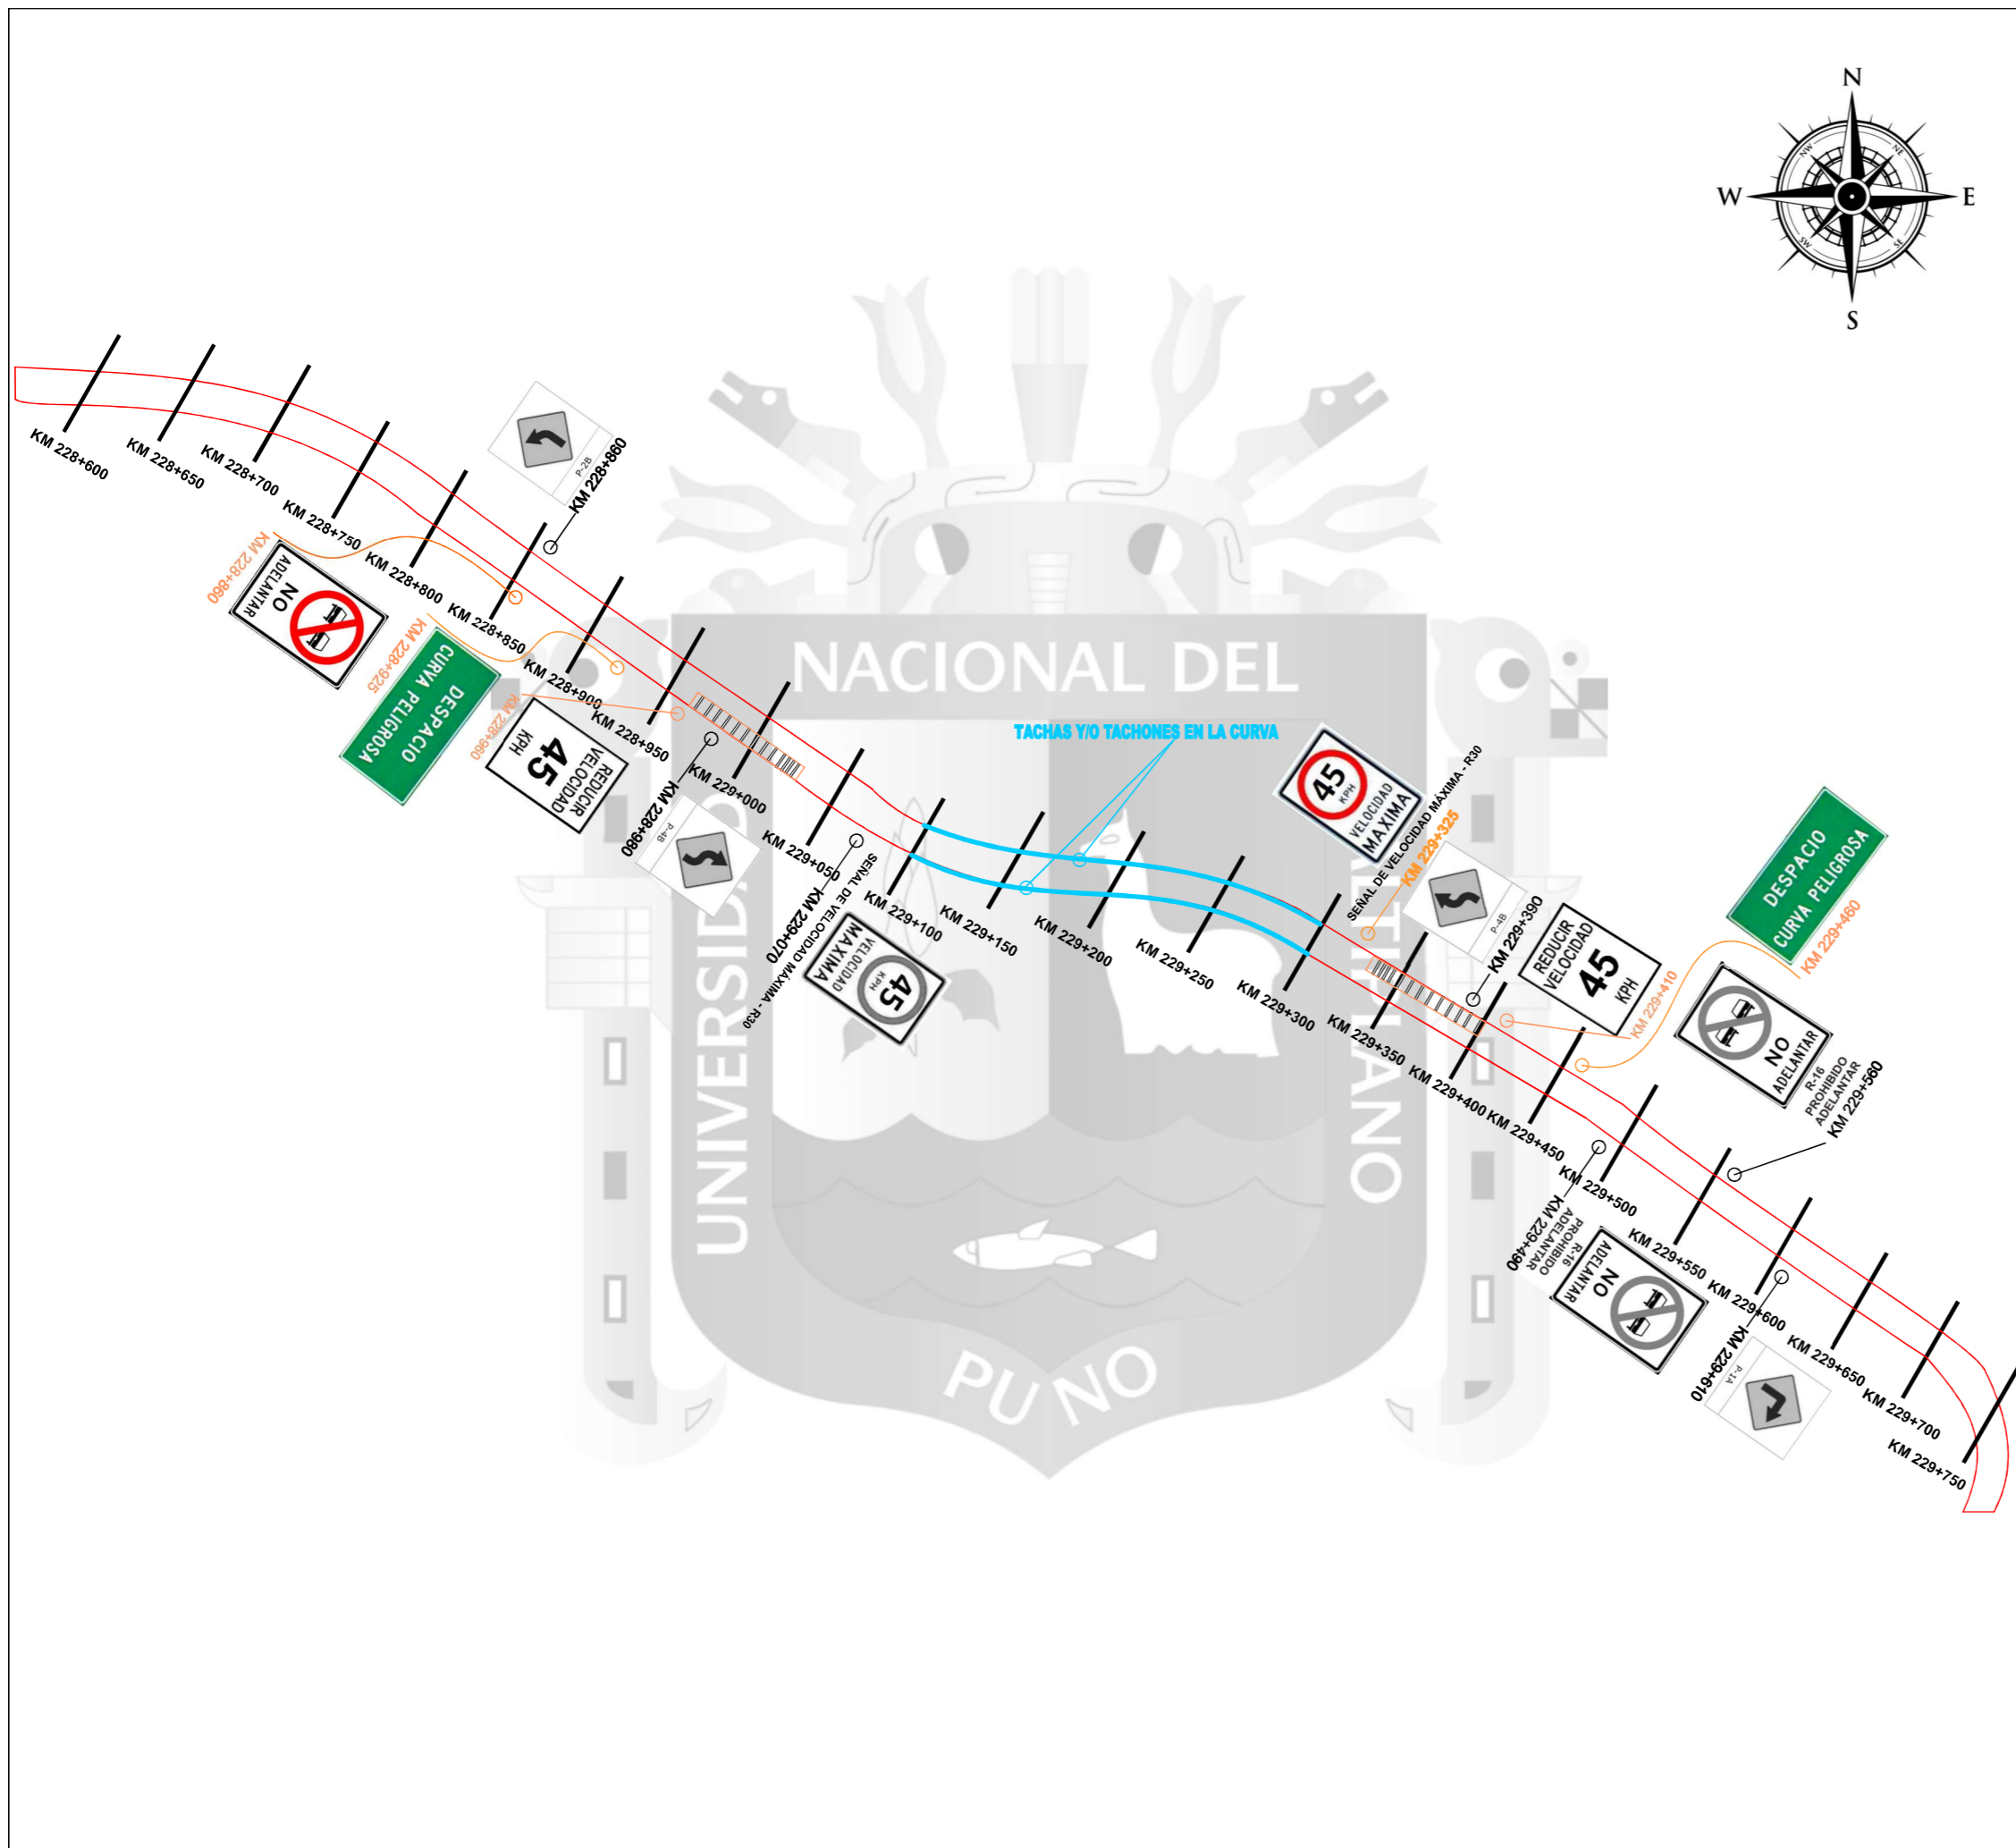 N
NW
NE
W
E
SW
SE
S
KM 228+600
KM 228+650
KM 228+700
KM 228+750
KM 228+800
KM 228+850
KM 228+900
KM 228+950
KM 229+000
KM 229+050
KM 229+100
KM 229+150
KM 229+200
KM 229+250
KM 229+300
KM 229+350
KM 229+400
KM 229+450
KM 229+500
KM 229+550
KM 229+600
KM 229+650
KM 229+700
KM 229+750
P-2B
KM 228+860
KM 228+860
NO
ADELANTAR
KM 228+925
DESPACIO
CURVA PELIGROSA
KM 228+960
REDUCIR
VELOCIDAD
45
KPH
KM 228+980
P-4B
SEÑAL DE VELOCIDAD MÁXIMA - R30
KM 229+070
45
KPH
VELOCIDAD
MAXIMA
TACHAS Y/O TACHONES EN LA CURVA
45
KPH
VELOCIDAD
MAXIMA
SEÑAL DE VELOCIDAD MÁXIMA - R30
KM 229+325
P-4B
KM 229+390
REDUCIR
VELOCIDAD
45
KPH
KM 229+410
DESPACIO
CURVA PELIGROSA
KM 229+460
NO
ADELANTAR
R-16
PROHIBIDO
ADELANTAR
KM 229+560
KM 229+490
R-16
PROHIBIDO
ADELANTAR
NO
ADELANTAR
KM 229+610
P-1A
UNIVERSIDAD
NACIONAL DEL
ALTIPLANO
PUNO